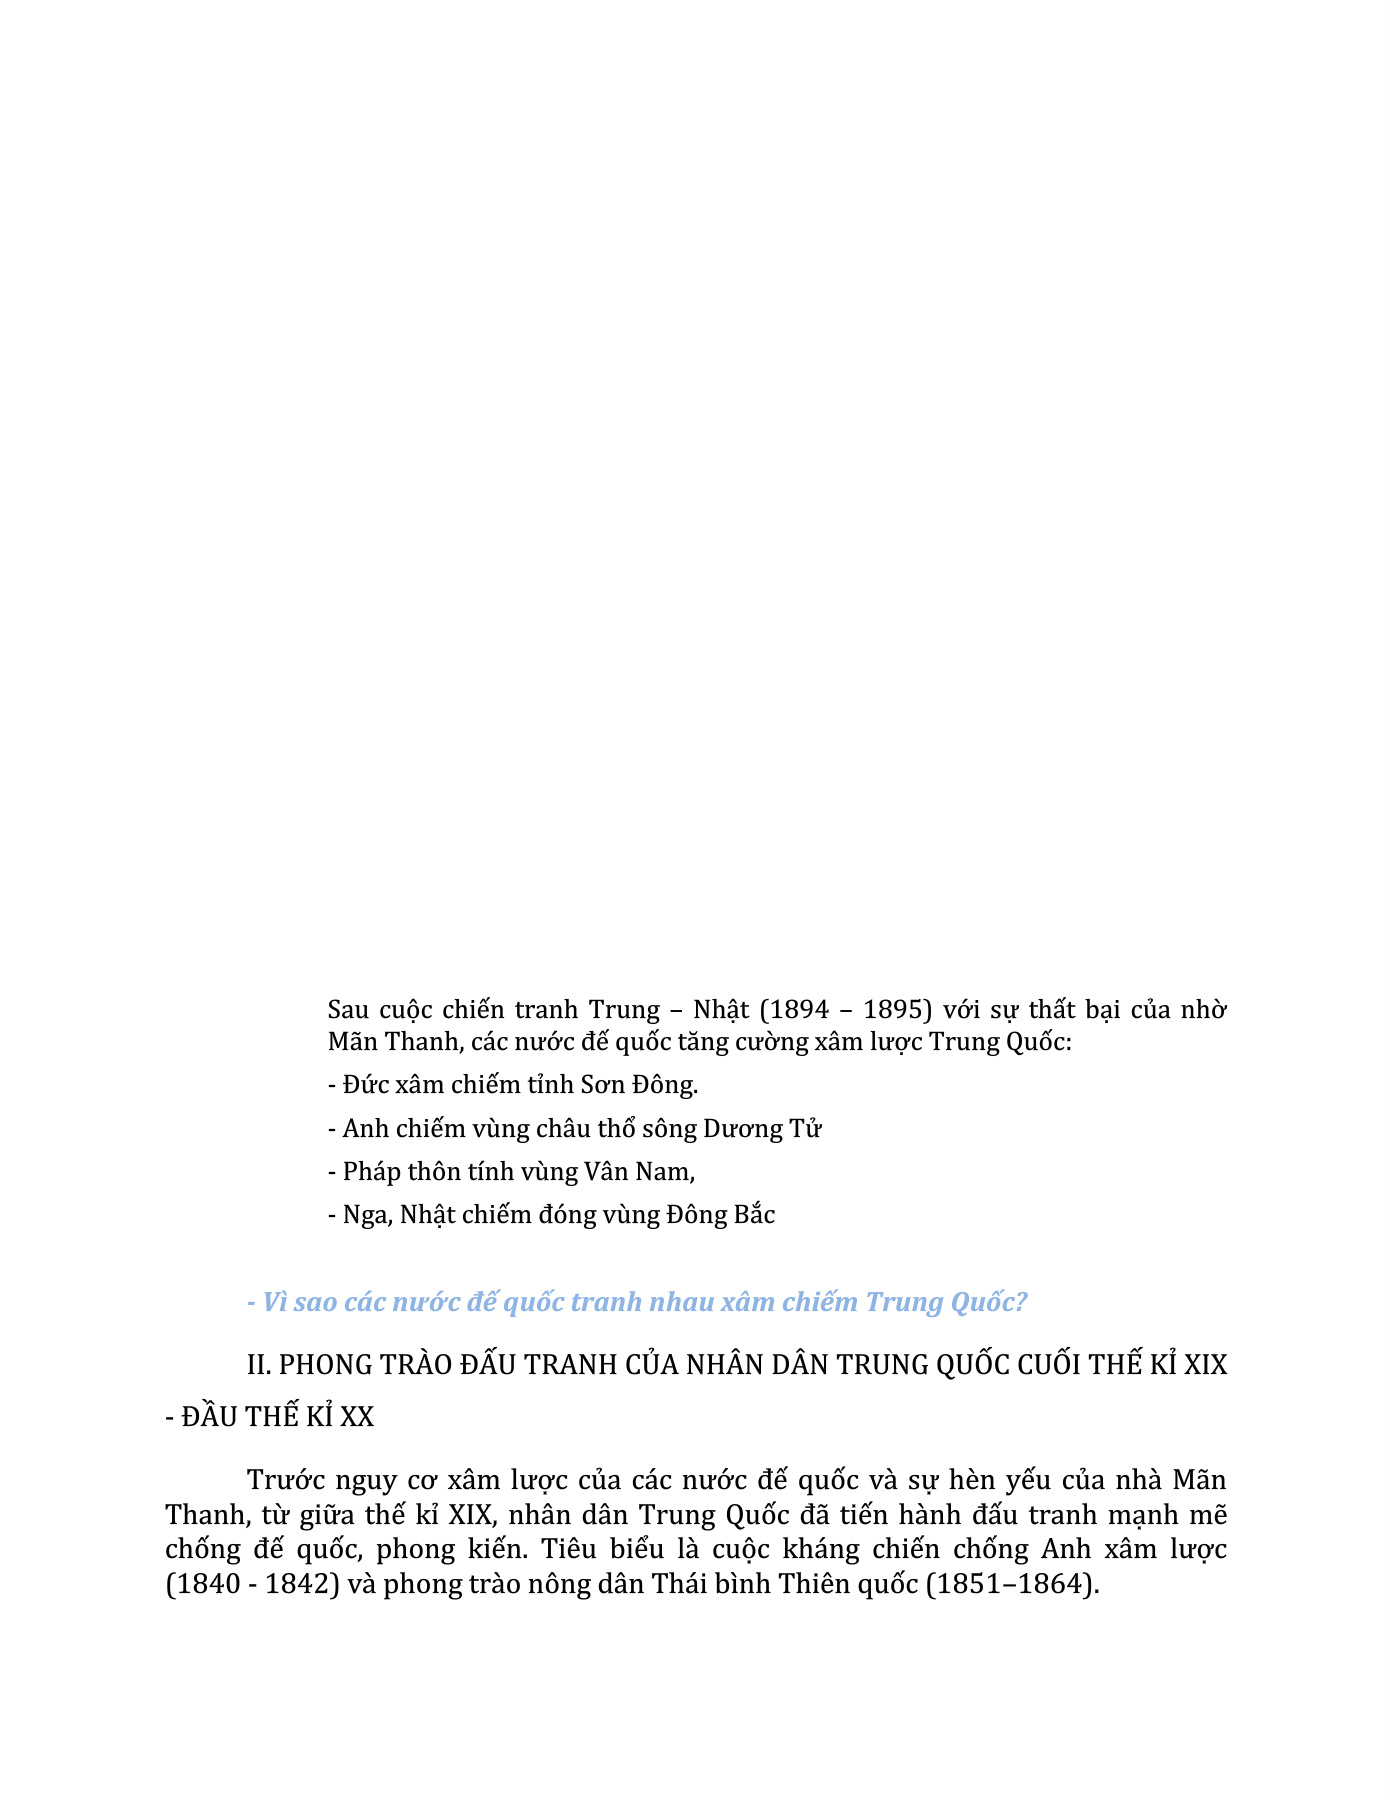 Sau cuộc chiến tranh Trung – Nhật (1894 – 1895) với sự thất bại của nhờ
Mãn Thanh, các nước đế quốc tăng cường xâm lược Trung Quốc:
- Đức xâm chiếm tỉnh Sơn Đông.
- Anh chiếm vùng châu thổ sông Dương Tử
- Pháp thôn tính vùng Vân Nam,
- Nga, Nhật chiếm đóng vùng Đông Bắc
- Vì sao các nước đế quốc tranh nhau xâm chiếm Trung Quốc?
II. PHONG TRÀO ĐẤU TRANH CỦA NHÂN DÂN TRUNG QUỐC CUỐI THẾ KỈ XIX
- ĐẦU THẾ KỈ XX
Trước nguy cơ xâm lược của các nước đế quốc và sự hèn yếu của nhà Mãn
Thanh, từ giữa thế kỉ XIX, nhân dân Trung Quốc đã tiến hành đấu tranh mạnh mẽ
chống đế quốc, phong kiến. Tiêu biểu là cuộc kháng chiến chống Anh xâm lược
(1840 - 1842) và phong trào nông dân Thái bình Thiên quốc (1851–1864).